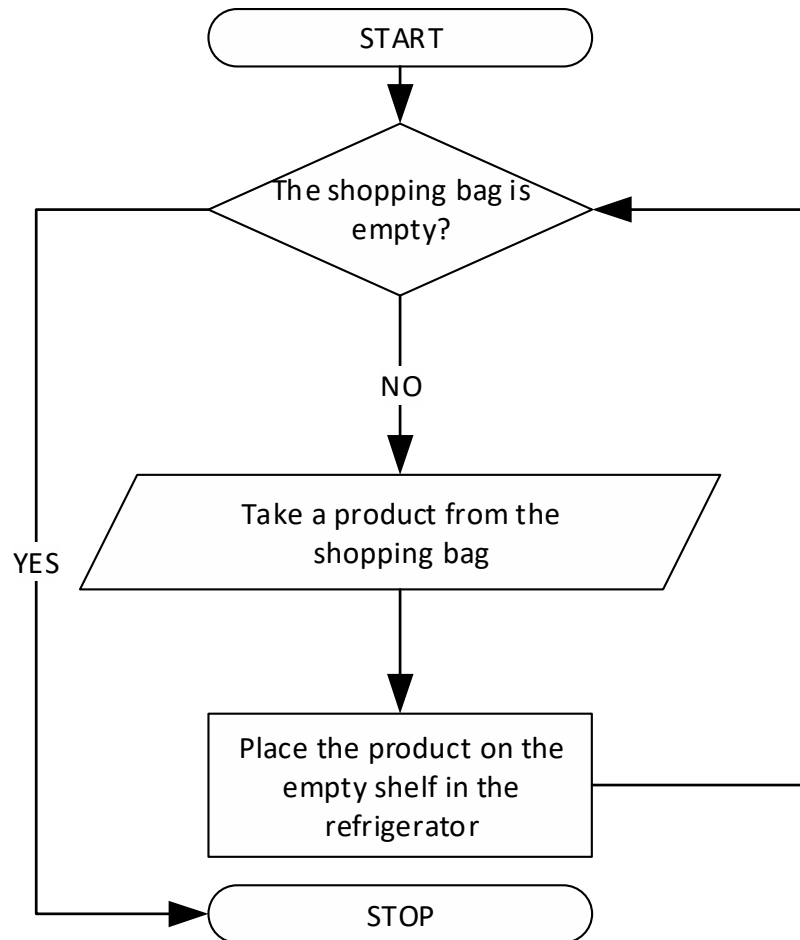 START
The shopping bag is
empty?
NO
Take a product from the
shopping bag
YES
Place the product on the
empty shelf in the
refrigerator
STOP